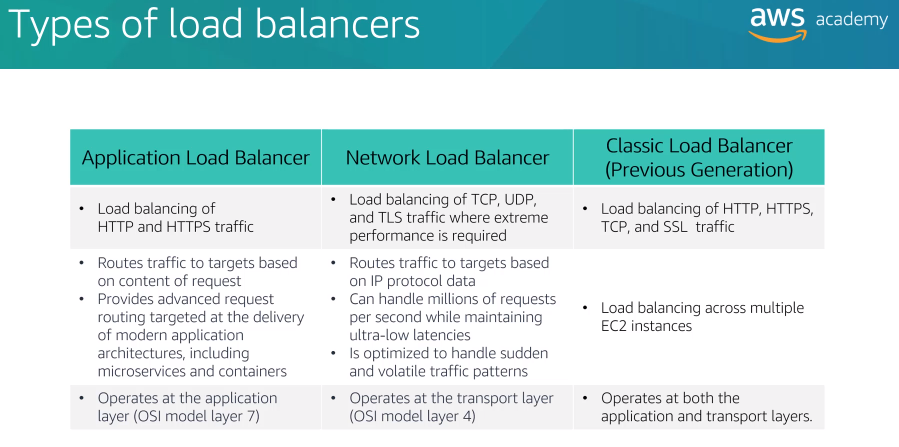 Types of load balancers
aws academy
Application Load Balancer
Network Load Balancer
Classic Load Balancer
(Previous Generation)
• Load balancing of
HTTP and HTTPS traffic
• Load balancing of TCP, UDP,
and TLS traffic where extreme
performance is required
• Load balancing of HTTP, HTTPS,
TCP, and SSL traffic
• Routes traffic to targets based
on content of request
• Provides advanced request
routing targeted at the delivery
of modern application
architectures, including
microservices and containers
• Routes traffic to targets based
on IP protocol data
• Can handle millions of requests
per second while maintaining
ultra-low latencies
• Is optimized to handle sudden
and volatile traffic patterns
• Load balancing across multiple
EC2 instances
• Operates at the application
layer (OSI model layer 7)
• Operates at the transport layer
(OSI model layer 4)
• Operates at both the
application and transport layers.